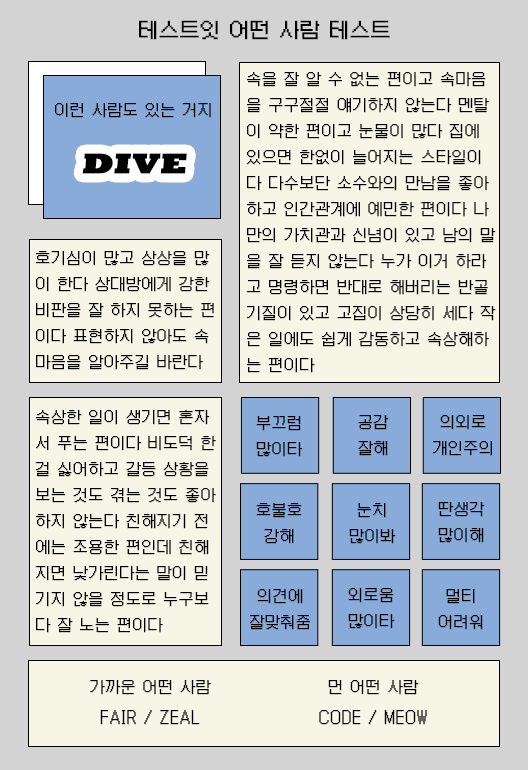 테스트잇 어떤 사람 테스트
이런 사람도 있는 거지
DIVE
속을 잘 알 수 없는 편이고 속마음
을 구구절절 얘기하지 않는다 멘탈
이 약한 편이고 눈물이 많다 집에
있으면 한없이 늘어지는 스타일이
다 다수보단 소수와의 만남을 좋아
하고 인간관계에 예민한 편이다 나
만의 가치관과 신념이 있고 남의 말
을 잘 듣지 않는다 누가 이거 하라
고 명령하면 반대로 해버리는 반골
기질이 있고 고집이 상당히 세다 작
은 일에도 쉽게 감동하고 속상해하
는 편이다
호기심이 많고 상상을 많
이 한다 상대방에게 강한
비판을 잘 하지 못하는 편
이다 표현하지 않아도 속
마음을 알아주길 바란다
속상한 일이 생기면 혼자
서 푸는 편이다 비도덕 한
걸 싫어하고 갈등 상황을
보는 것도 겪는 것도 좋아
하지 않는다 친해지기 전
에는 조용한 편인데 친해
지면 낯가린다는 말이 믿
기지 않을 정도로 누구보
다 잘 노는 편이다
부끄럼
많이타
공감
잘해
의외로
개인주의
호불호
강해
눈치
많이봐
딴생각
많이해
의견에
잘맞춰줌
외로움
많이타
멀티
어려워
가까운 어떤 사람
FAIR / ZEAL
먼 어떤 사람
CODE / MEOW